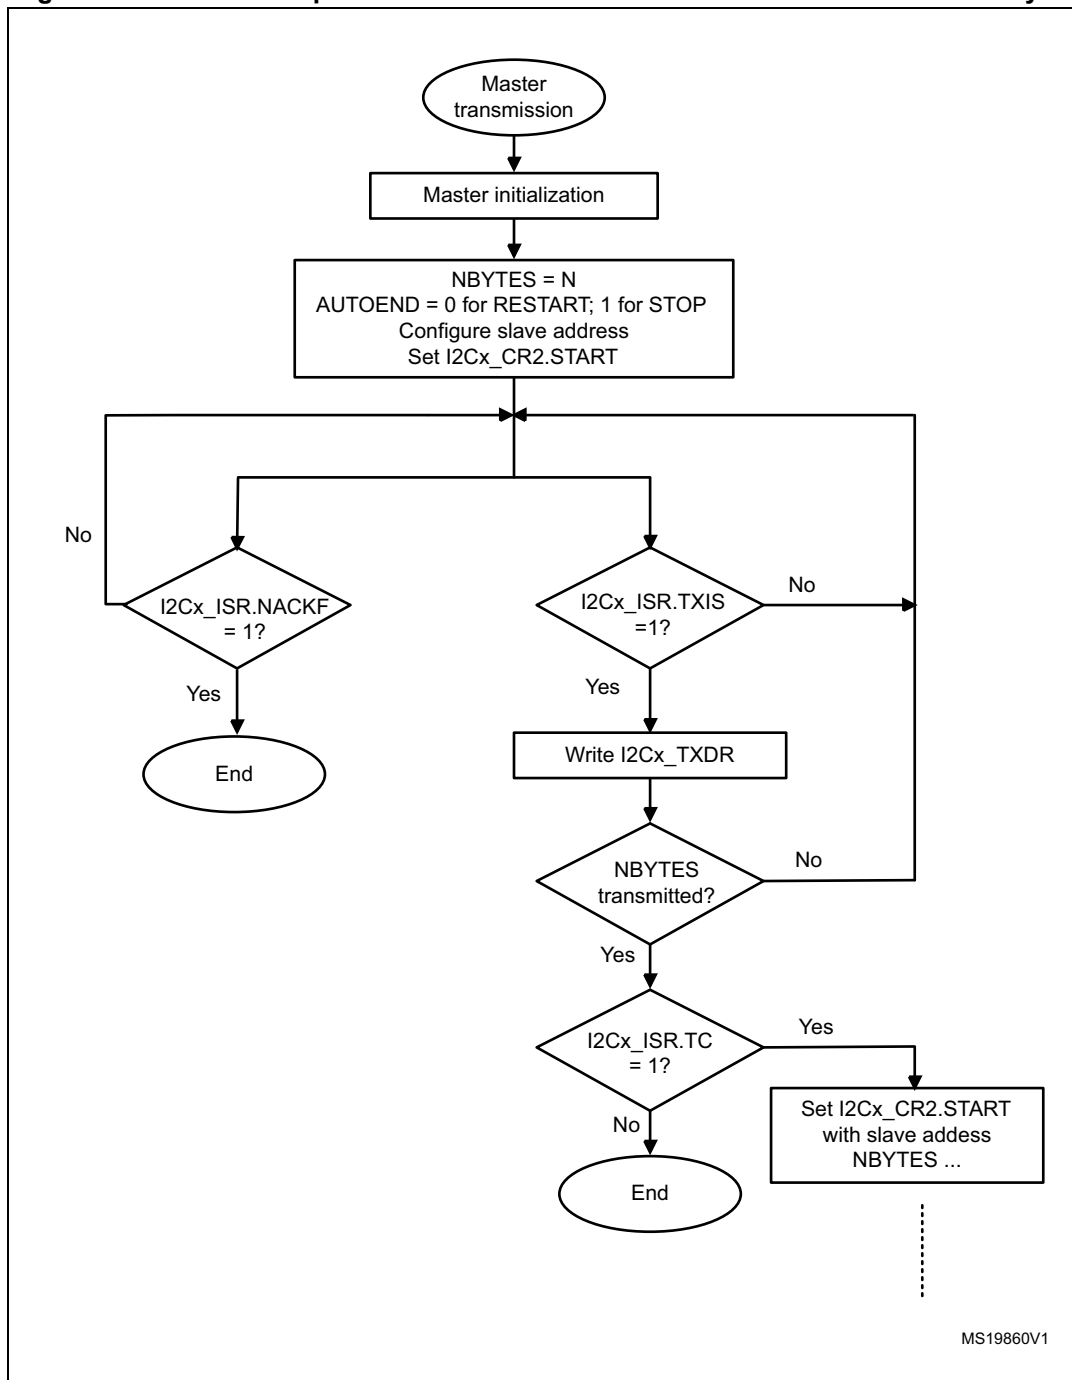 Master
transmission
Master initialization
NBYTES = N
AUTOEND = 0 for RESTART; 1 for STOP
Configure slave address
Set I2Cx_CR2.START
No
I2Cx_ISR.NACKF
= 1?
Yes
End
I2Cx_ISR.TXIS
=1?
No
Yes
Write I2Cx_TXDR
NBYTES
transmitted?
No
Yes
I2Cx_ISR.TC
= 1?
Yes
No
Set I2Cx_CR2.START
with slave addess
NBYTES ...
End
MS19860V1